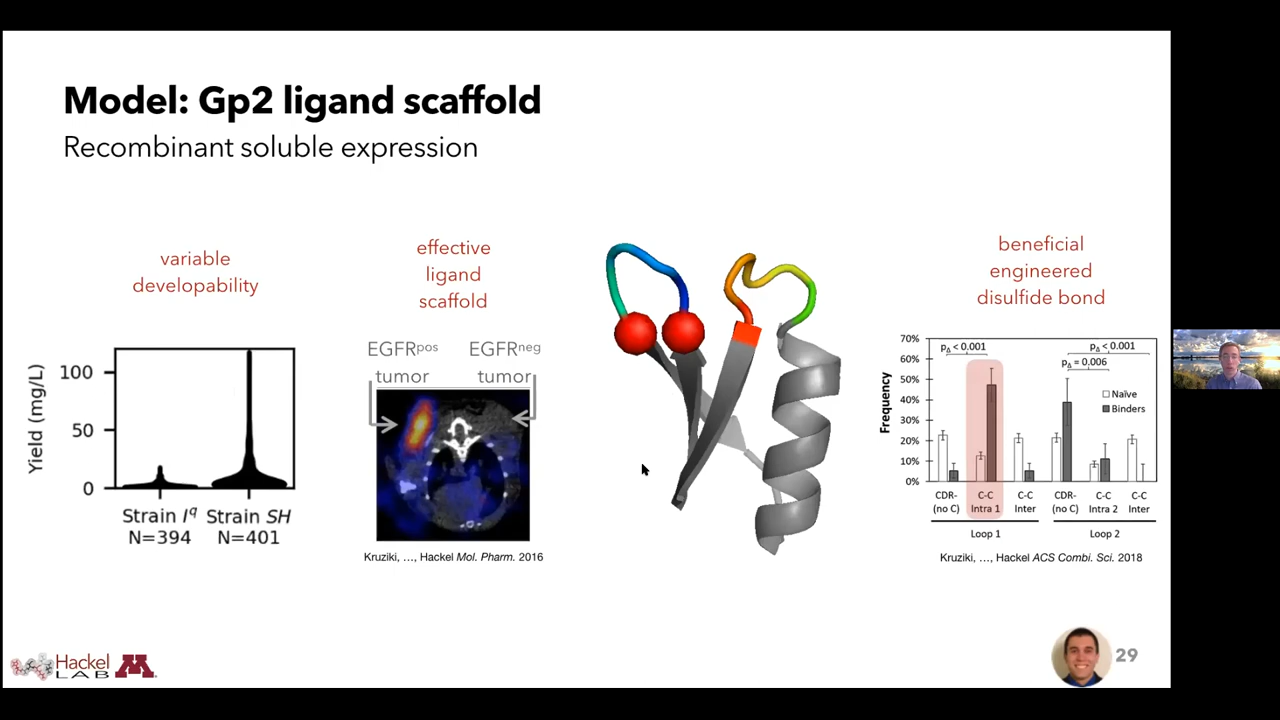 Model: Gp2 ligand scaffold
Recombinant soluble expression
variable
developability
Yield (mg/L)
100
50
0
Strain Iq Strain SH
N=394 N=401
effective
ligand
scaffold
EGFRpos
tumor
EGFRneg
tumor
Kruziki, …, Hackel Mol. Pharm. 2016
beneficial
engineered
disulfide bond
Frequency
70%
60%
50%
40%
30%
20%
10%
0%
pΔ < 0.001
pΔ < 0.001
pΔ = 0.006
Naïve
Binders
CDR-
(no C)
C-C
Intra 1
C-C
Inter
CDR-
(no C)
C-C
Intra 2
C-C
Inter
Loop 1
Loop 2
Kruziki, …, Hackel ACS Combi. Sci. 2018
Hackel
LAB
M
29